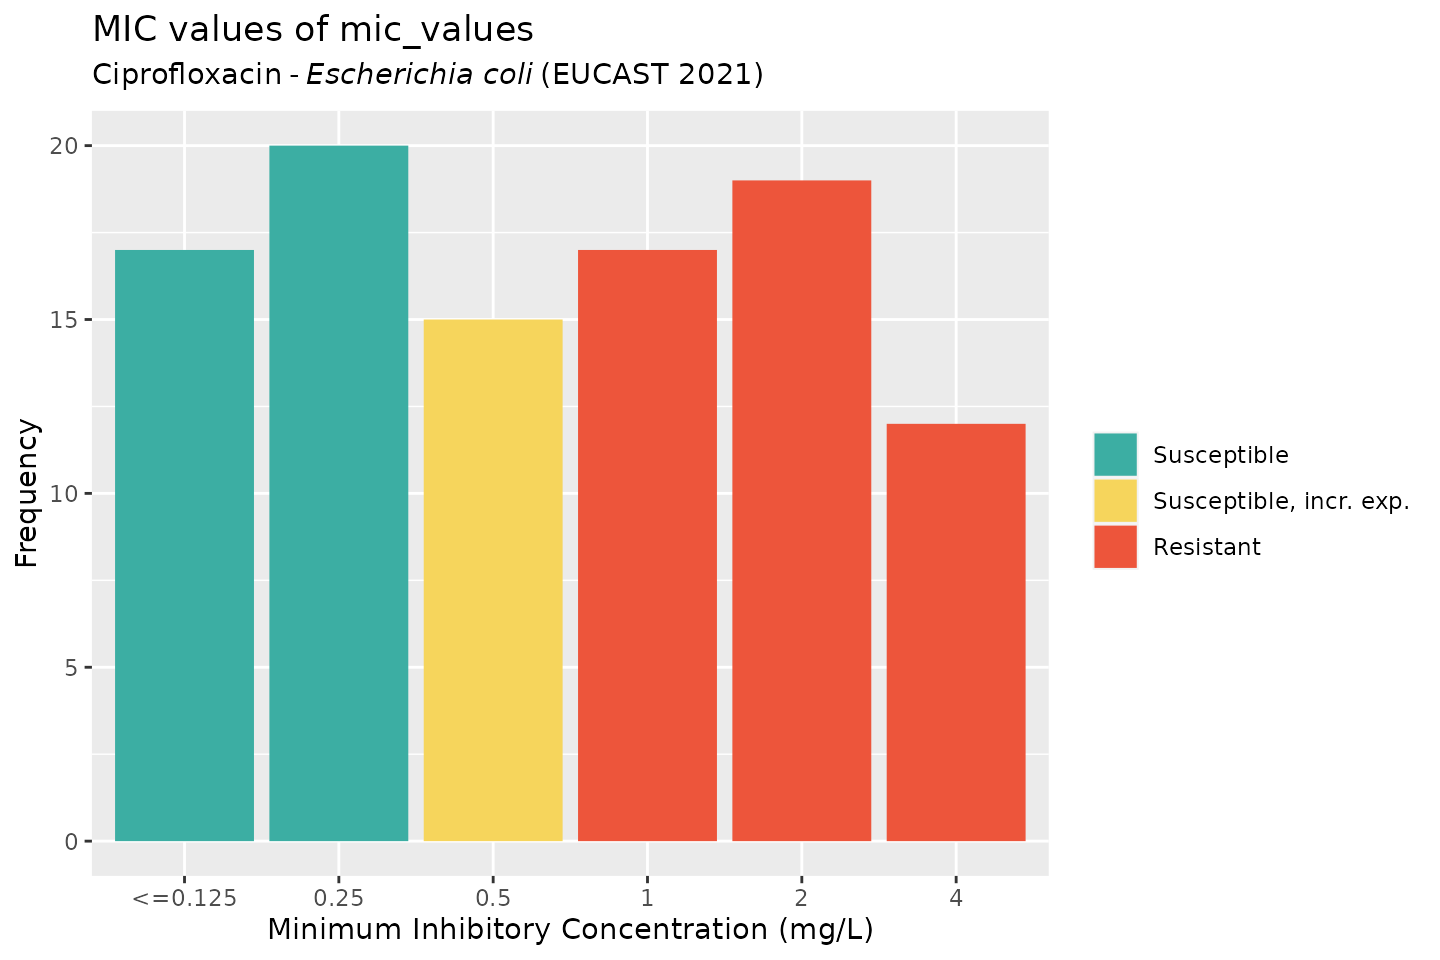 MIC values of mic_values
Ciprofloxacin - Escherichia coli (EUCAST 2021)
Frequency
20
15
10
5
0
<=0.125 0.25 0.5 1 2 4
Minimum Inhibitory Concentration (mg/L)
Susceptible
Susceptible, incr. exp.
Resistant